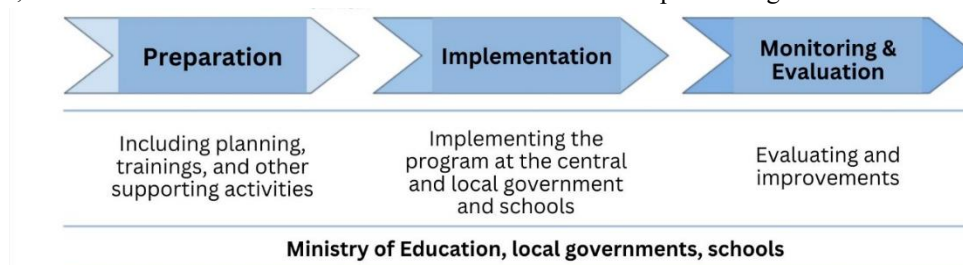 Preparation
Implementation
Monitoring &
Evaluation
Including planning,
trainings, and other
supporting activities
Implementing the
program at the central
and local government
and schools
Evaluating and
improvements
Ministry of Education, local governments, schools